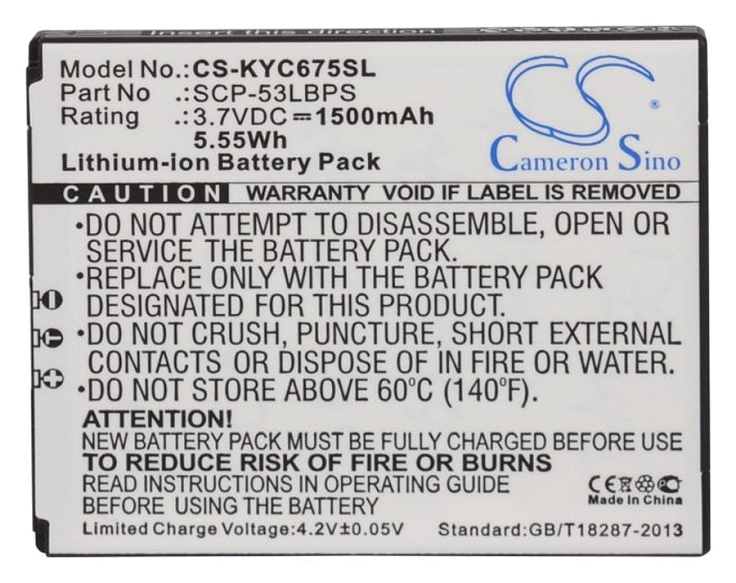 Model No.:CS-KYC675SL
Part No :SCP-53LBPS
Rating :3.7VDC⎓1500mAh
5.55Wh
Lithium-ion Battery Pack
CS
®
Cameron Sino
CAUTION WARRANTY VOID IF LABEL IS REMOVED
•DO NOT ATTEMPT TO DISASSEMBLE, OPEN OR
SERVICE THE BATTERY PACK.
•REPLACE ONLY WITH THE BATTERY PACK
DESIGNATED FOR THIS PRODUCT.
•DO NOT CRUSH, PUNCTURE, SHORT EXTERNAL
CONTACTS OR DISPOSE OF IN FIRE OR WATER.
•DO NOT STORE ABOVE 60°C (140°F).
ATTENTION!
NEW BATTERY PACK MUST BE FULLY CHARGED BEFORE USE
TO REDUCE RISK OF FIRE OR BURNS
READ INSTRUCTIONS IN OPERATING GUIDE
BEFORE USING THE BATTERY
CE
Made in China
Limited Charge Voltage:4.2V±0.05V
Standard:GB/T18287-2013